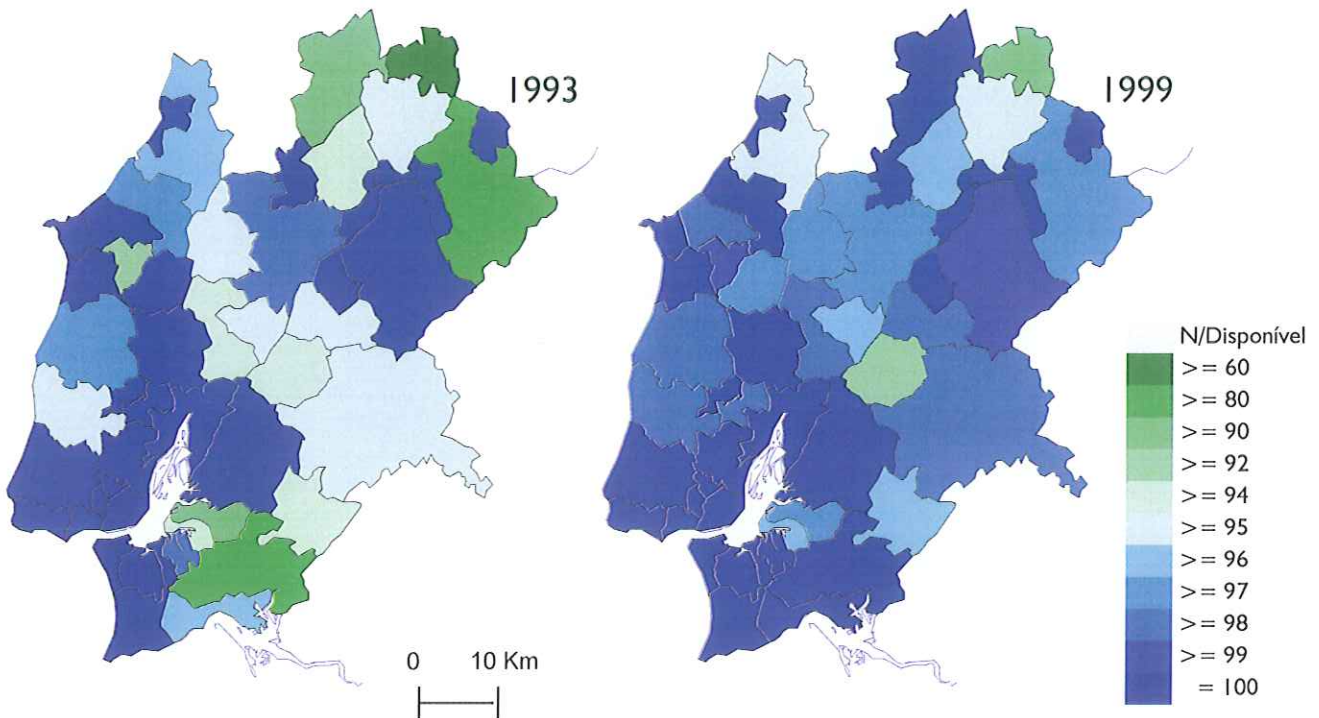 1993
1999
N/Disponível
> = 60
> = 80
> = 90
> = 92
> = 94
> = 95
> = 96
> = 97
> = 98
> = 99
= 100
0 10 Km